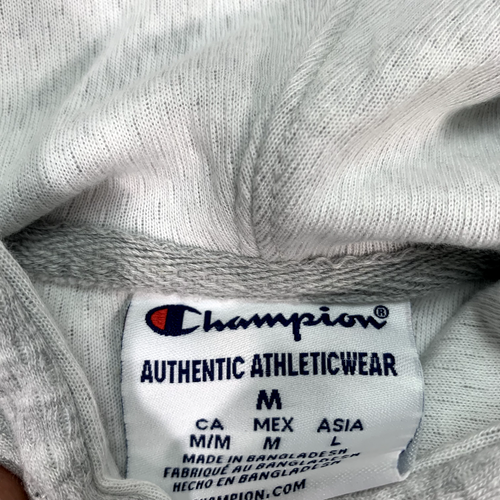 Champion®
AUTHENTIC ATHLETICWEAR
M
CA MEX ASIA
M/M M L
MADE IN BANGLADESH
FABRIQUÉ AU BANGLADESH
HECHO EN BANGLADESH
CHAMPION.COM